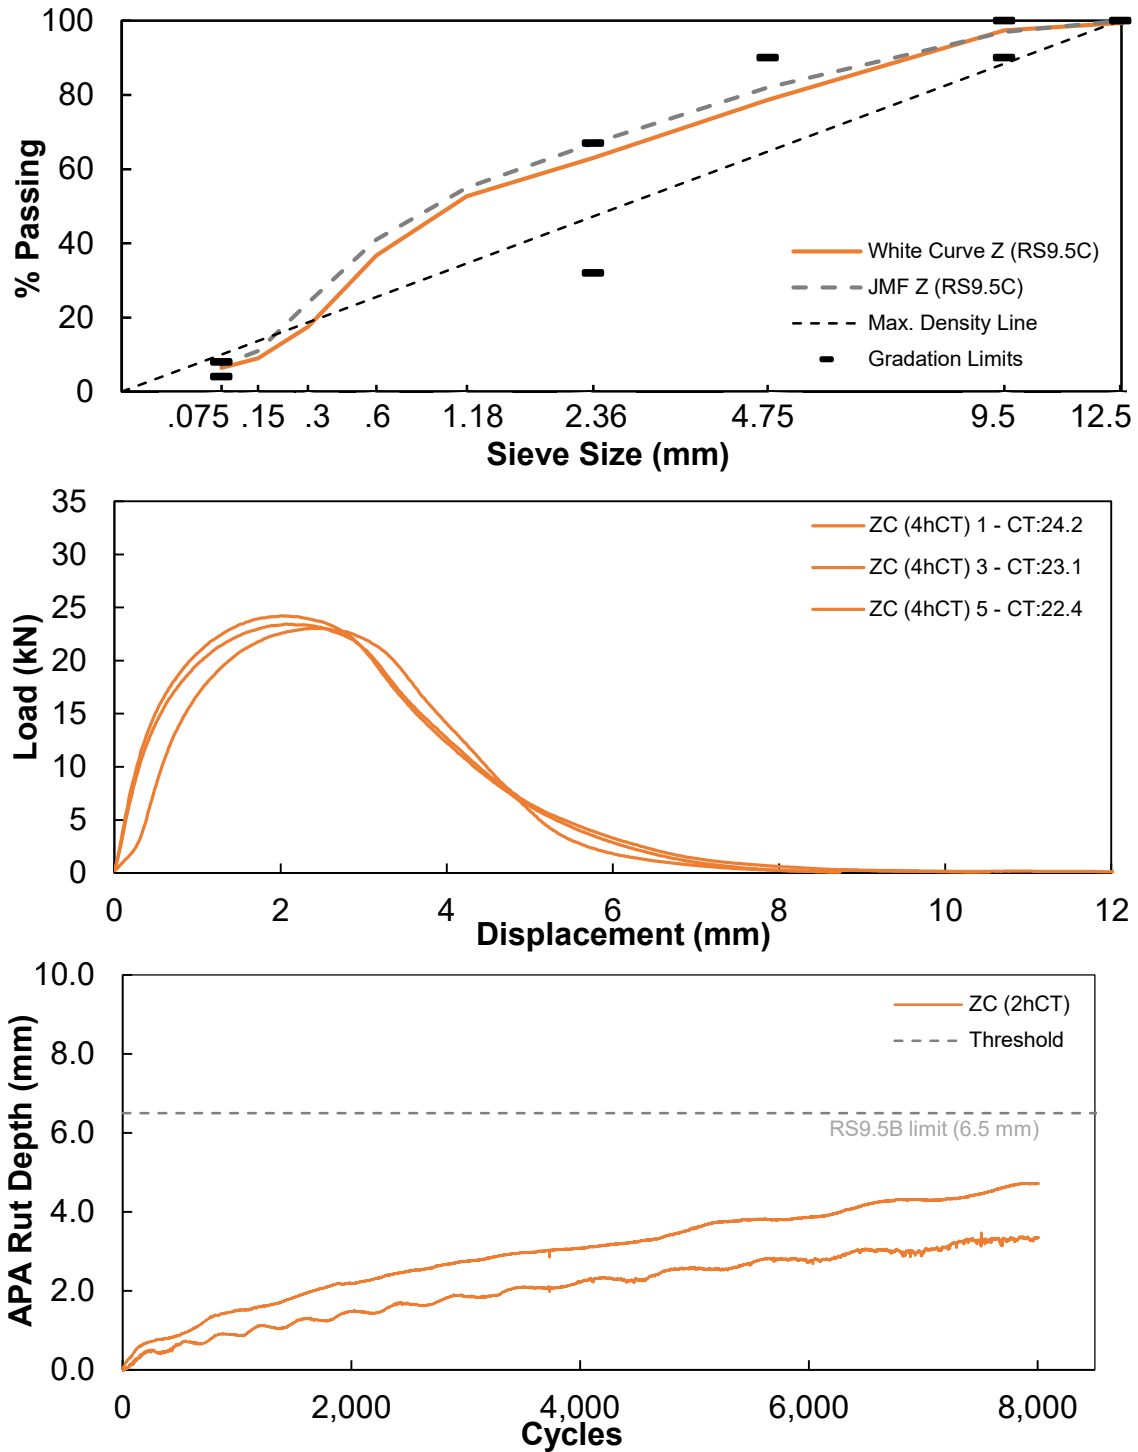 100
80
60
40
20
0
% Passing
White Curve Z (RS9.5C)
JMF Z (RS9.5C)
Max. Density Line
Gradation Limits
.075 .15 .3 .6 1.18 2.36 4.75 9.5 12.5
Sieve Size (mm)
35
30
25
20
15
10
5
0
Load (kN)
ZC (4hCT) 1 - CT:24.2
ZC (4hCT) 3 - CT:23.1
ZC (4hCT) 5 - CT:22.4
0 2 4 6 8 10 12
Displacement (mm)
10.0
8.0
6.0
4.0
2.0
0.0
APA Rut Depth (mm)
ZC (2hCT)
Threshold
RS9.5B limit (6.5 mm)
0 2,000 4,000 6,000 8,000
Cycles